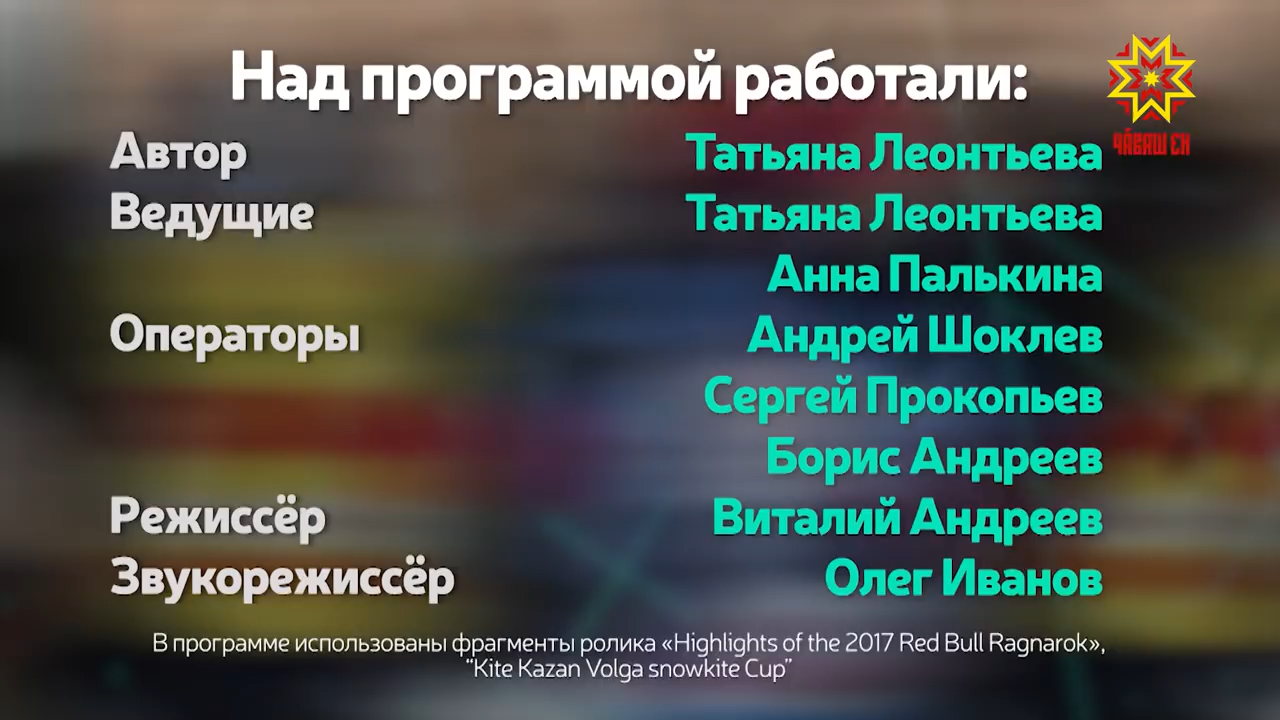 Над программой работали:
ЧӐВАШ ЕН
Автор Татьяна Леонтьева
Ведущие Татьяна Леонтьева
Анна Палькина
Операторы Андрей Шоклев
Сергей Прокопьев
Борис Андреев
Режиссёр Виталий Андреев
Звукорежиссёр Олег Иванов
В программе использованы фрагменты ролика «Highlights of the 2017 Red Bull Ragnarok»,
“Kite Kazan Volga snowkite Cup”